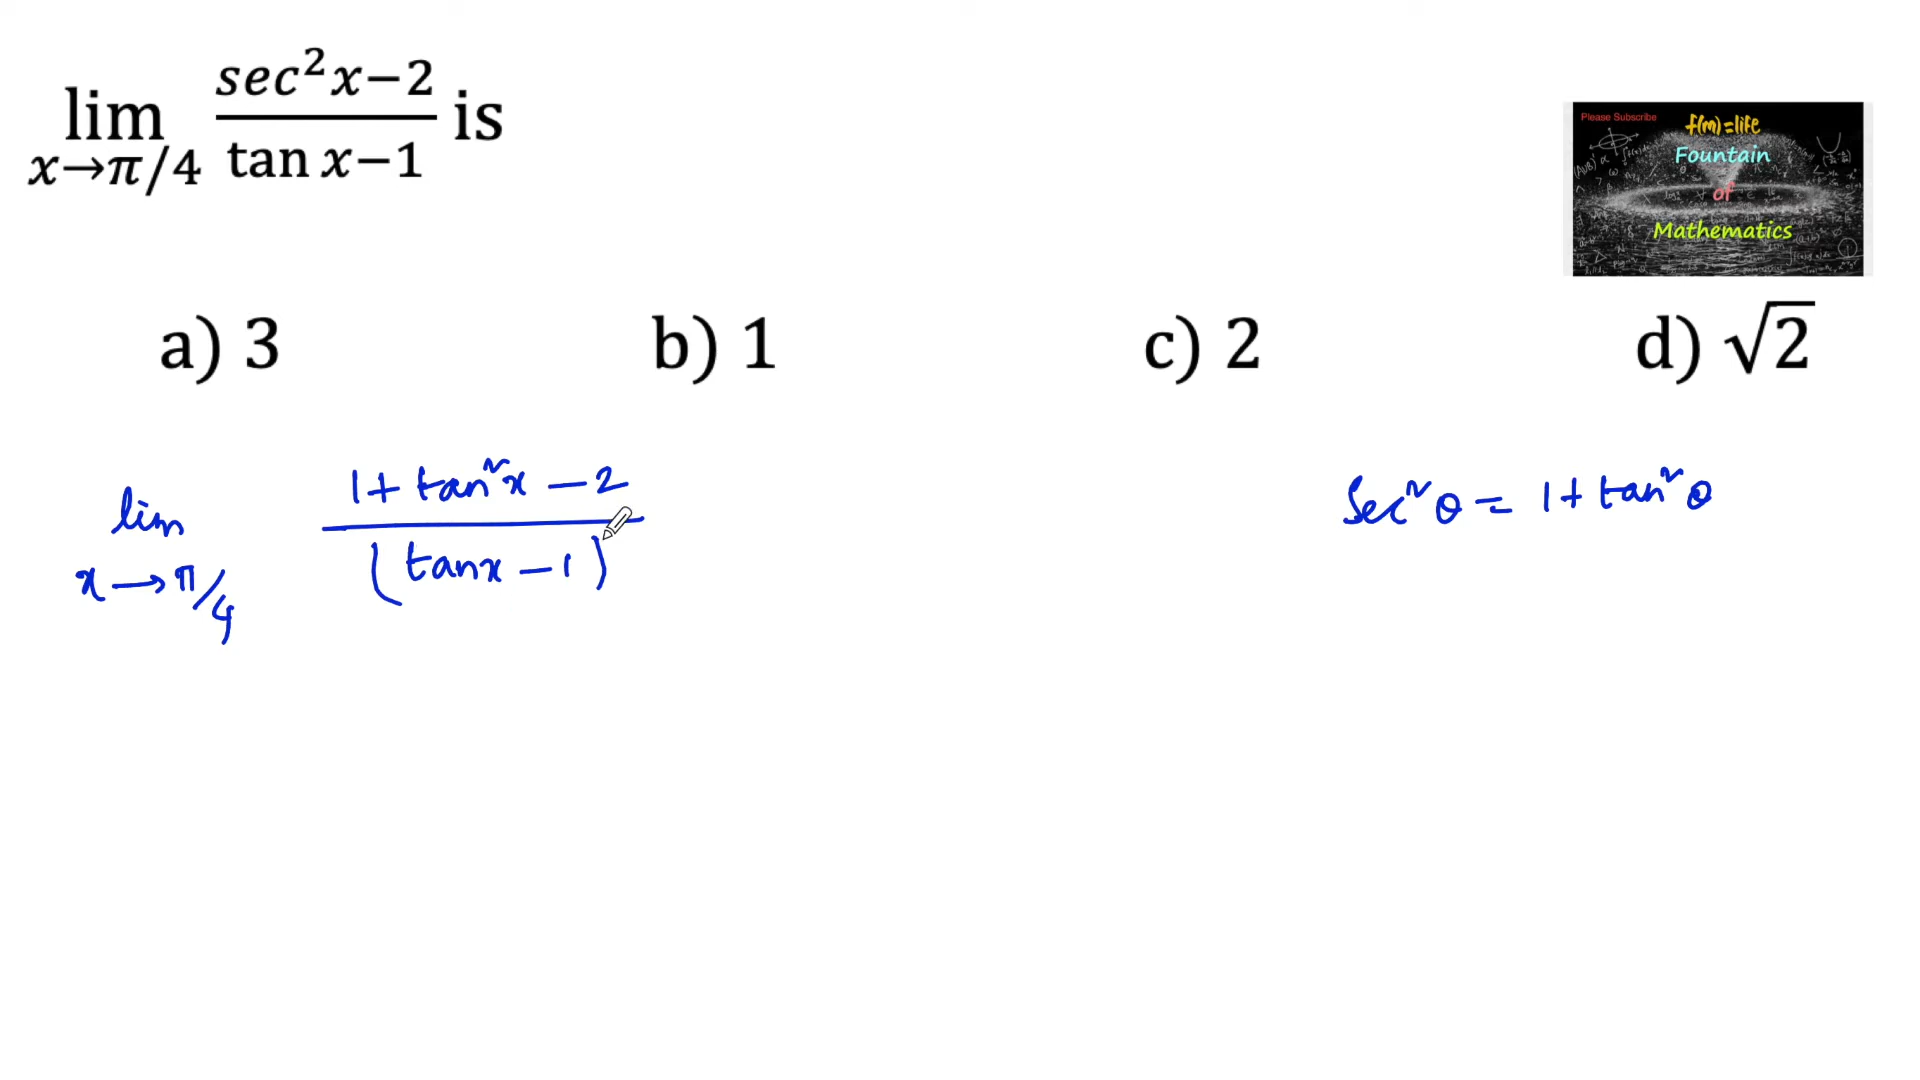 lim x→π/4 sec²x−2 / tan x−1 is
Please Subscribe
f(m)=life
Fountain
of
Mathematics
a) 3 b) 1 c) 2 d) √2
lim x→π/4 1+tan²x −2 / (tanx −1)
Sec²θ = 1+tan²θ